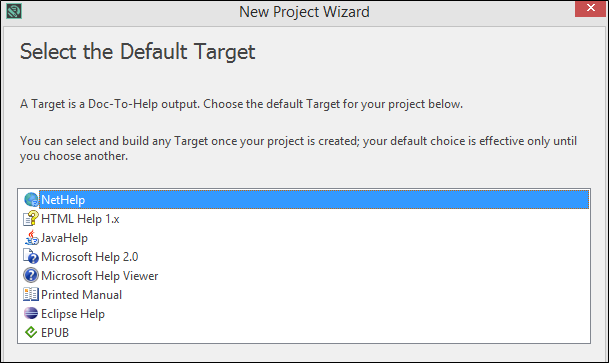 New Project Wizard
Select the Default Target
A Target is a Doc-To-Help output. Choose the default Target for your project below.
You can select and build any Target once your project is created; your default choice is effective only until
you choose another.
NetHelp
HTML Help 1.x
JavaHelp
Microsoft Help 2.0
Microsoft Help Viewer
Printed Manual
Eclipse Help
EPUB